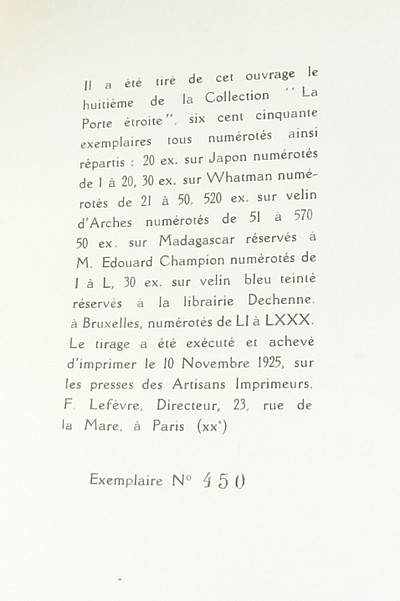 Il a été tiré de cet ouvrage le
huitième de la Collection "La
Porte étroite", six cent cinquante
exemplaires tous numérotés ainsi
répartis : 20 ex. sur Japon numérotés
de I à 20, 30 ex. sur Whatman numé-
rotés de 21 à 50, 520 ex. sur velin
d'Arches numérotés de 51 à 570
50 ex. sur Madagascar réservés à
M. Edouard Champion numérotés de
I à L, 30 ex. sur velin bleu teinté
réservés à la librairie Dechenne,
à Bruxelles, numérotés de LI à LXXX.
Le tirage a été exécuté et achevé
d'imprimer le 10 Novembre 1925, sur
les presses des Artisans Imprimeurs,
F. Lefèvre, Directeur, 23, rue de
la Mare, à Paris (xxᵉ)
Exemplaire Nº 450